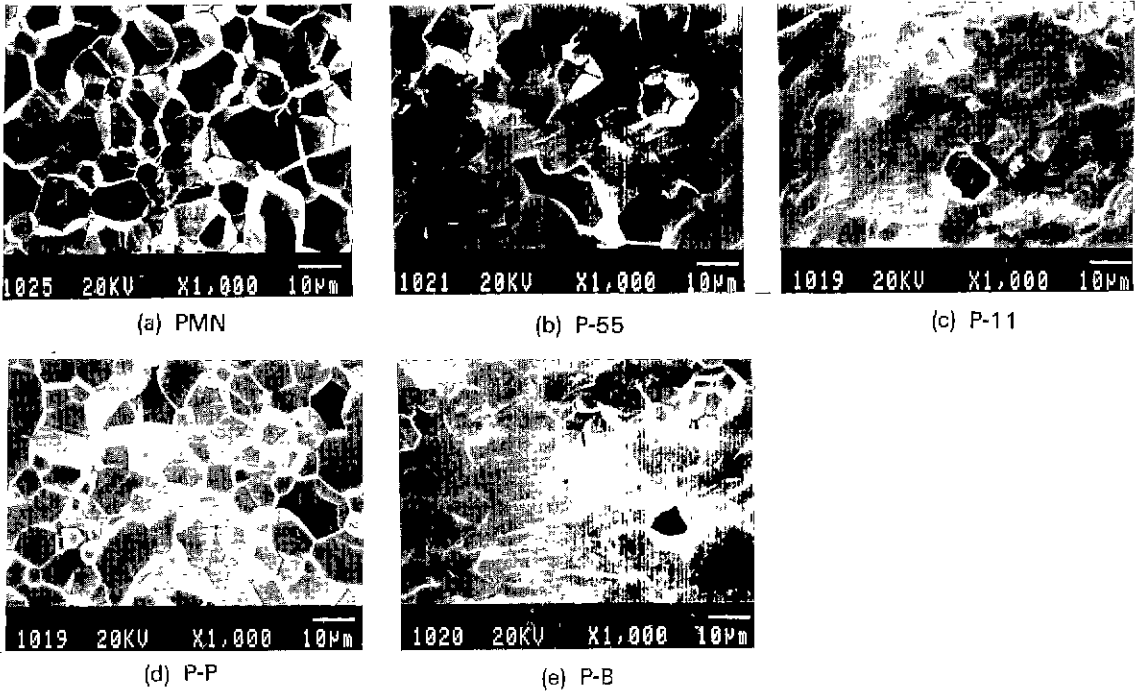 1025 20KV X1,000 10μm
(a) PMN
1021 20KV X1,000 10μm
(b) P-55
1019 20KV X1,000 10μm
(c) P-11
1019 20KV X1,000 10μm
(d) P-P
1020 20KV X1,000 10μm
(e) P-B